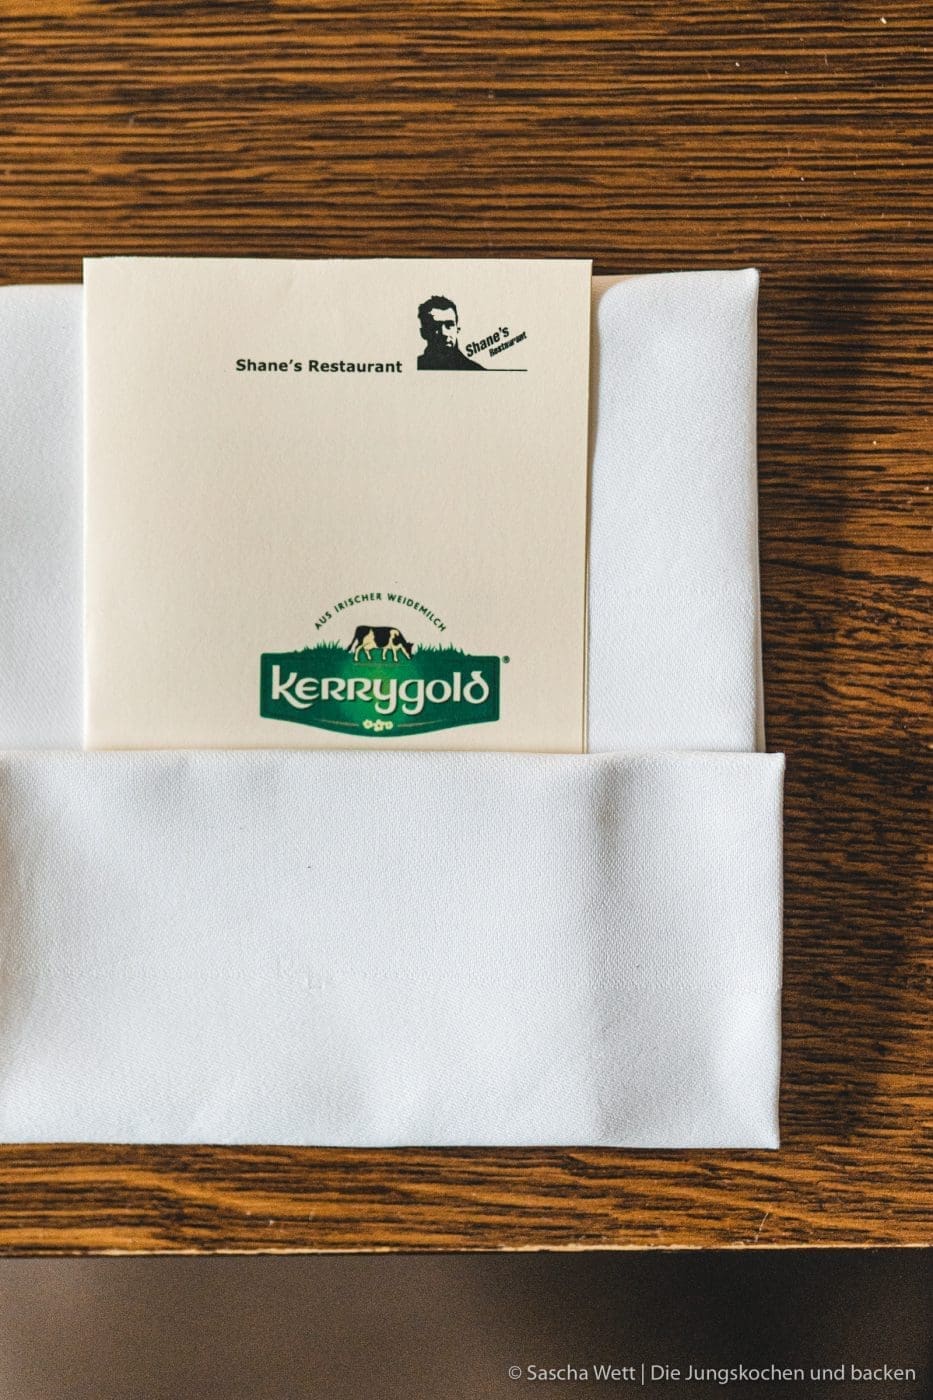 Shane's
Restaurant
Shane's Restaurant
AUS IRISCHER WEIDEMILCH
Kerrygold®
© Sascha Wett | Die Jungskochen und backen